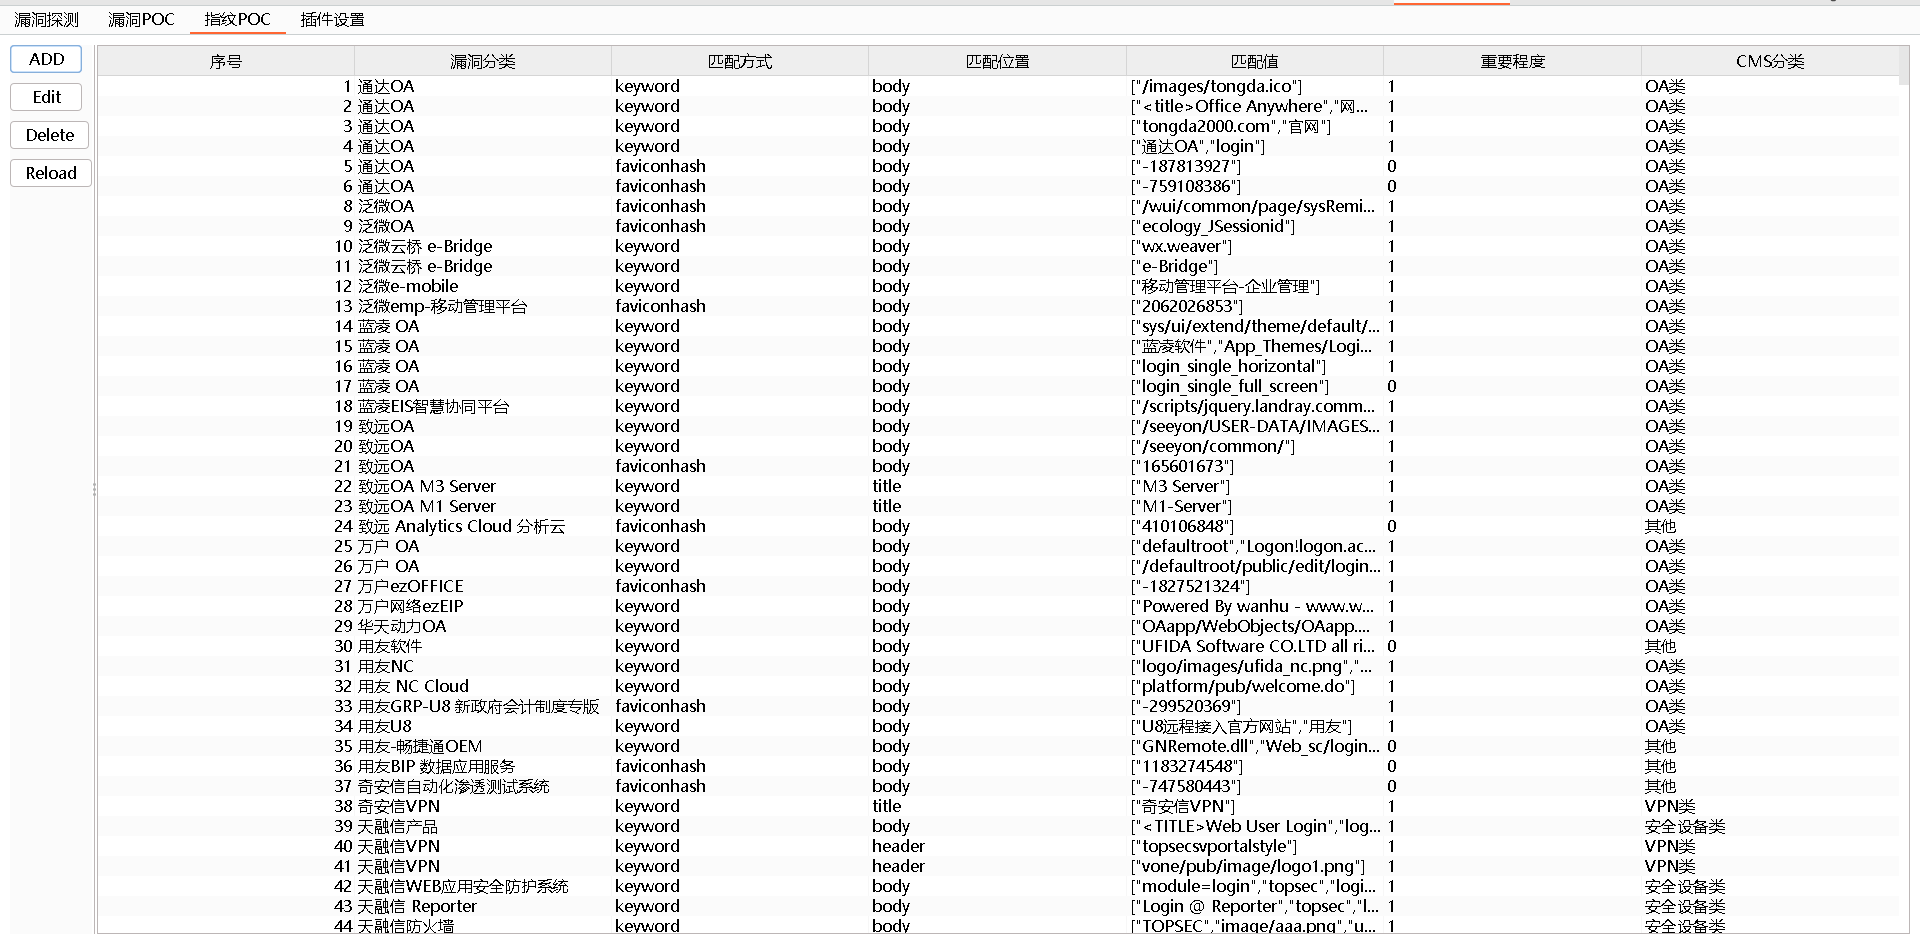 漏洞探测 漏洞POC 指纹POC 插件设置
ADD
Edit
Delete
Reload
序号 漏洞分类 匹配方式 匹配位置 匹配值 重要程度 CMS分类
1 通达OA keyword body ["/images/tongda.ico"] 1 OA类
2 通达OA keyword body ["<title>Office Anywhere","网... 1 OA类
3 通达OA keyword body ["tongda2000.com","官网"] 1 OA类
4 通达OA keyword body ["通达OA","login"] 1 OA类
5 通达OA faviconhash body ["-187813927"] 0 OA类
6 通达OA faviconhash body ["-759108386"] 0 OA类
8 泛微OA faviconhash body ["/wui/common/page/sysRemi... 1 OA类
9 泛微OA faviconhash body ["ecology_JSessionid"] 1 OA类
10 泛微云桥 e-Bridge keyword body ["wx.weaver"] 1 OA类
11 泛微云桥 e-Bridge keyword body ["e-Bridge"] 1 OA类
12 泛微e-mobile keyword body ["移动管理平台-企业管理"] 1 OA类
13 泛微emp-移动管理平台 faviconhash body ["2062026853"] 1 OA类
14 蓝凌 OA keyword body ["sys/ui/extend/theme/default/... 1 OA类
15 蓝凌 OA keyword body ["蓝凌软件","App_Themes/Logi... 1 OA类
16 蓝凌 OA keyword body ["login_single_horizontal"] 1 OA类
17 蓝凌 OA keyword body ["login_single_full_screen"] 0 OA类
18 蓝凌EIS智慧协同平台 keyword body ["/scripts/jquery.landray.comm... 1 OA类
19 致远OA keyword body ["/seeyon/USER-DATA/IMAGES... 1 OA类
20 致远OA keyword body ["/seeyon/common/"] 1 OA类
21 致远OA faviconhash body ["165601673"] 1 OA类
22 致远OA M3 Server keyword title ["M3 Server"] 1 OA类
23 致远OA M1 Server keyword title ["M1-Server"] 1 OA类
24 致远 Analytics Cloud 分析云 faviconhash body ["410106848"] 0 其他
25 万户 OA keyword body ["defaultroot","Logon!logon.ac... 1 OA类
26 万户 OA keyword body ["/defaultroot/public/edit/login... 1 OA类
27 万户ezOFFICE faviconhash body ["-1827521324"] 1 OA类
28 万户网络ezEIP keyword body ["Powered By wanhu - www.w... 1 OA类
29 华天动力OA keyword body ["OAapp/WebObjects/OAapp.... 1 OA类
30 用友软件 keyword body ["UFIDA Software CO.LTD all ri... 0 其他
31 用友NC keyword body ["logo/images/ufida_nc.png","... 1 OA类
32 用友 NC Cloud keyword body ["platform/pub/welcome.do"] 1 OA类
33 用友GRP-U8 新政府会计制度专版 faviconhash body ["-299520369"] 1 OA类
34 用友U8 keyword body ["U8远程接入官方网站","用友"] 1 OA类
35 用友-畅捷通OEM keyword body ["GNRemote.dll","Web_sc/login... 0 其他
36 用友BIP 数据应用服务 faviconhash body ["1183274548"] 0 其他
37 奇安信自动化渗透测试系统 faviconhash body ["-747580443"] 0 其他
38 奇安信VPN keyword title ["奇安信VPN"] 1 VPN类
39 天融信产品 keyword body ["<TITLE>Web User Login","log... 1 安全设备类
40 天融信VPN keyword header ["topsecsvportalstyle"] 1 VPN类
41 天融信VPN keyword header ["vone/pub/image/logo1.png"] 1 VPN类
42 天融信WEB应用安全防护系统 keyword body ["module=login","topsec","logi... 1 安全设备类
43 天融信 Reporter keyword body ["Login @ Reporter","topsec","l... 1 安全设备类
44 天融信防火墙 keyword body ["TOPSEC","image/aaa.png","u... 1 安全设备类